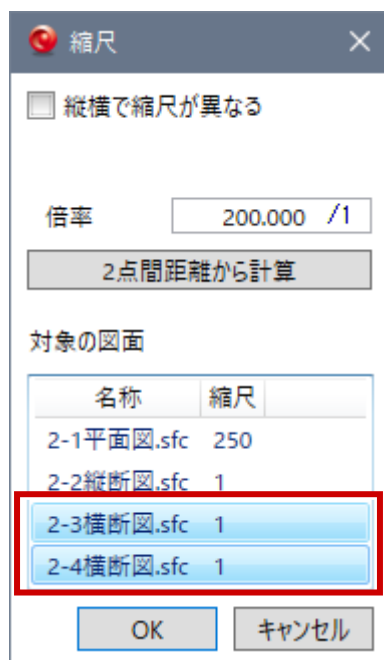 縮尺
縦横で縮尺が異なる
倍率 200.000 /1
2点間距離から計算
対象の図面
名称 縮尺
2-1平面図.sfc 250
2-2縦断図.sfc 1
2-3横断図.sfc 1
2-4横断図.sfc 1
OK キャンセル